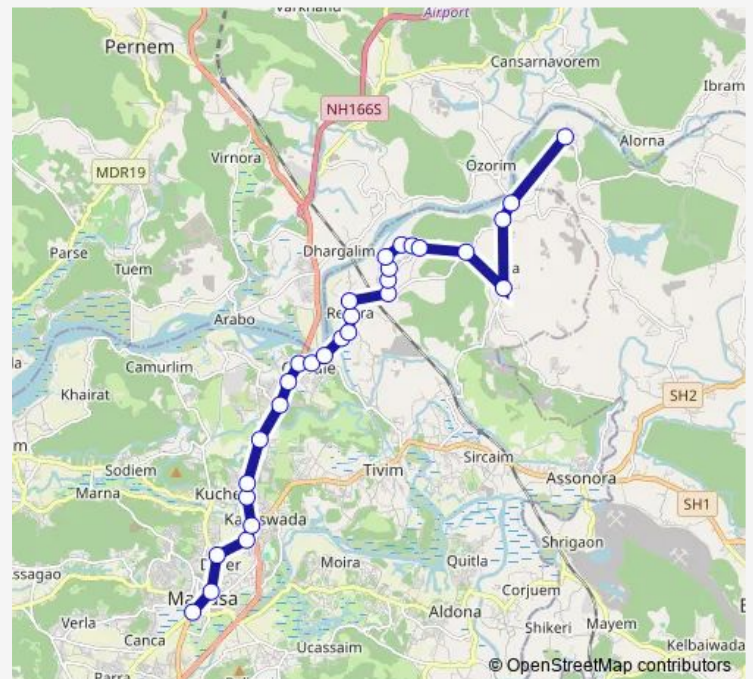 Airport
Pernem
Cansarnavorem
Ibram
NH166S
Virnora
Alorna
Ozorim
MDR19
Parse
Dhargalim
Tuem
Arabo
Camurlim
Khairat
SH2
Sodiem
Tivim
Sircaim
Marna
Assonora
SH1
Shrigaon
Moira
Quitla
ssagao
Corjuem
Verla
Aldona
Shikeri
Mayem
Canca
Ucassaim
Kelbaiwada
© OpenStreetMap contributors